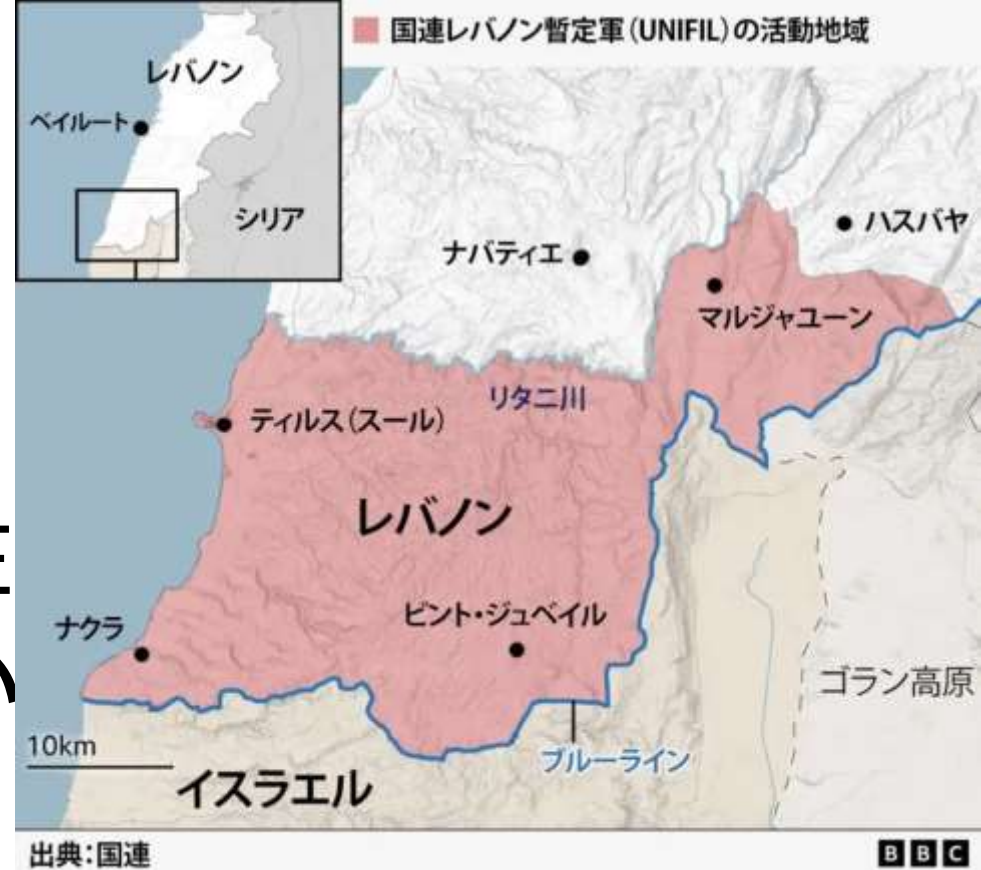 国連レバノン暫定軍（UNIFIL）の活動地域
レバノン
ベイルート
シリア
ハスバヤ
ナバティエ
マルジャユーン
リタニ川
ティルス（スール）
レバノン
ビント・ジュベイル
ナクラ
ゴラン高原
10km
ブルーライン
イスラエル
出典：国連
BBC